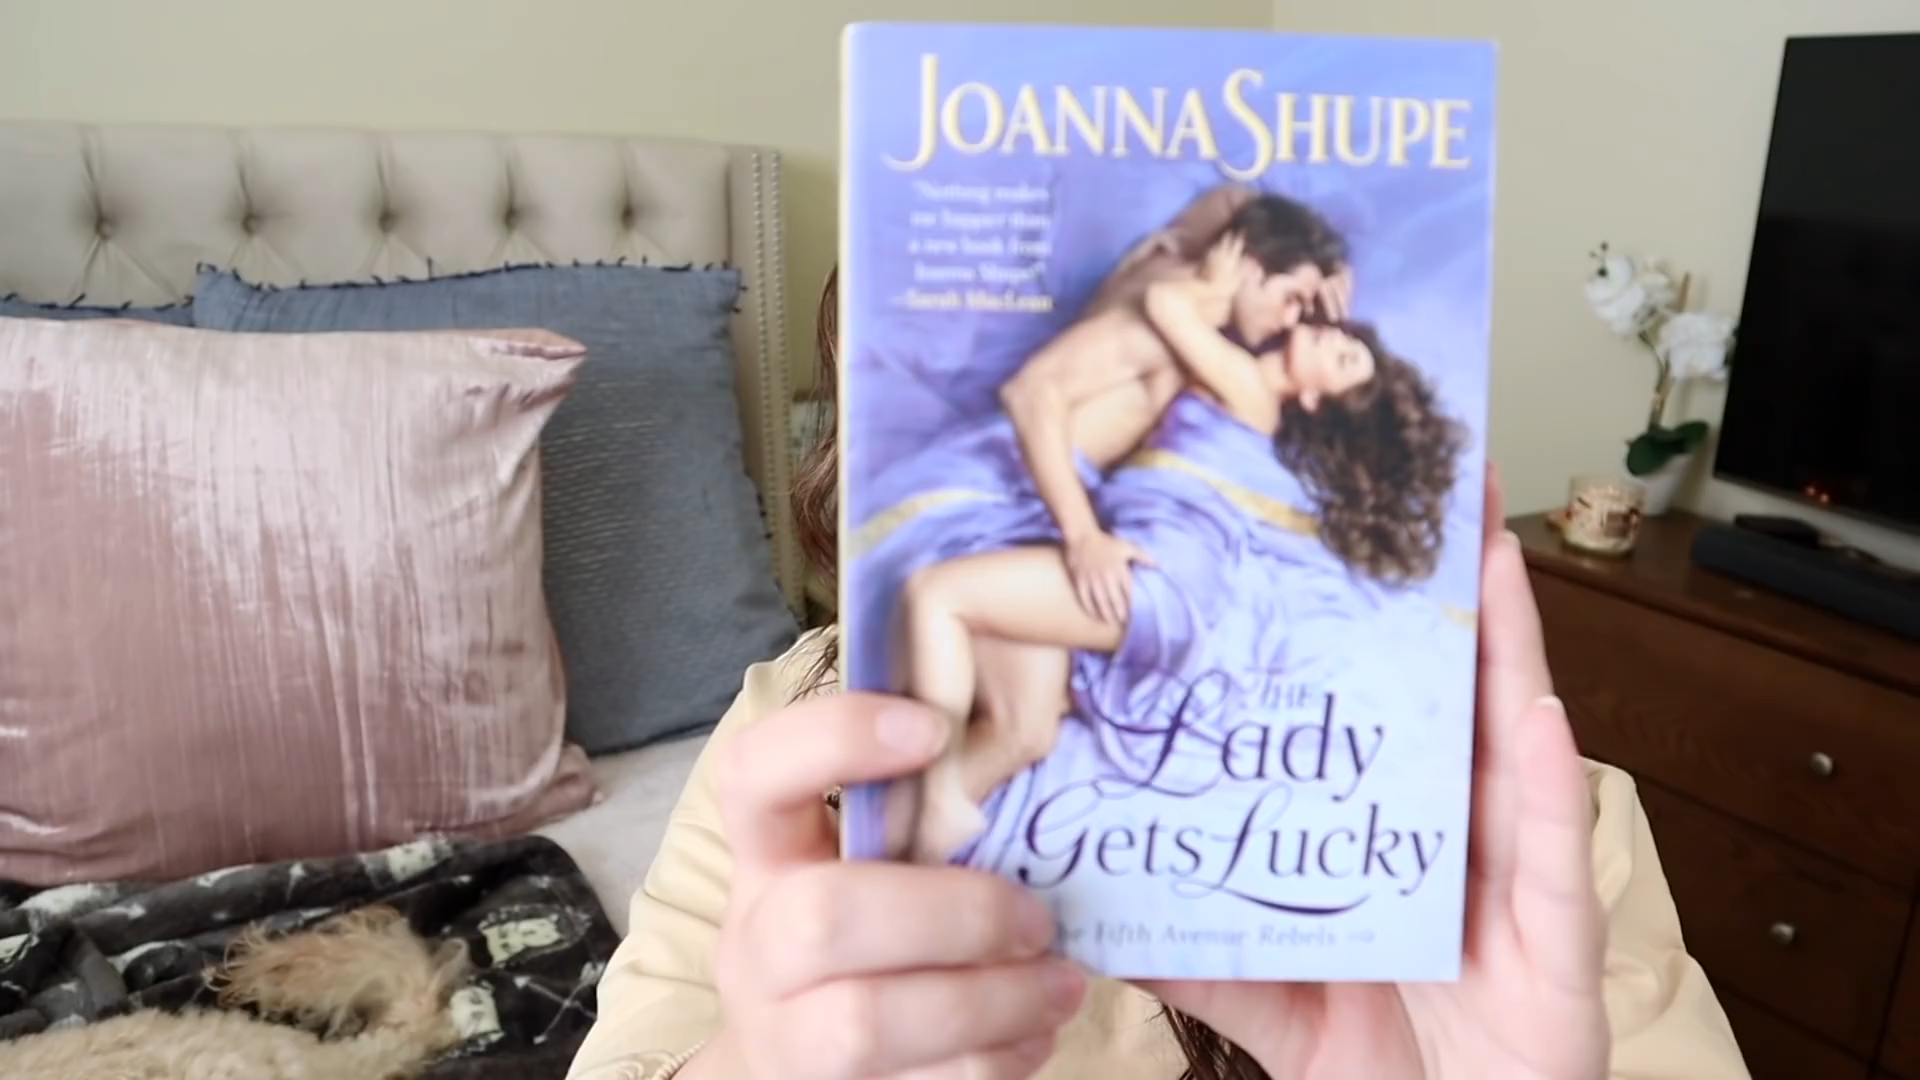 JOANNA SHUPE
"Nothing makes
me happier than
a new book from
Joanna Shupe!"
—Sarah MacLean
THE
Lady
Gets Lucky
The Fifth Avenue Rebels